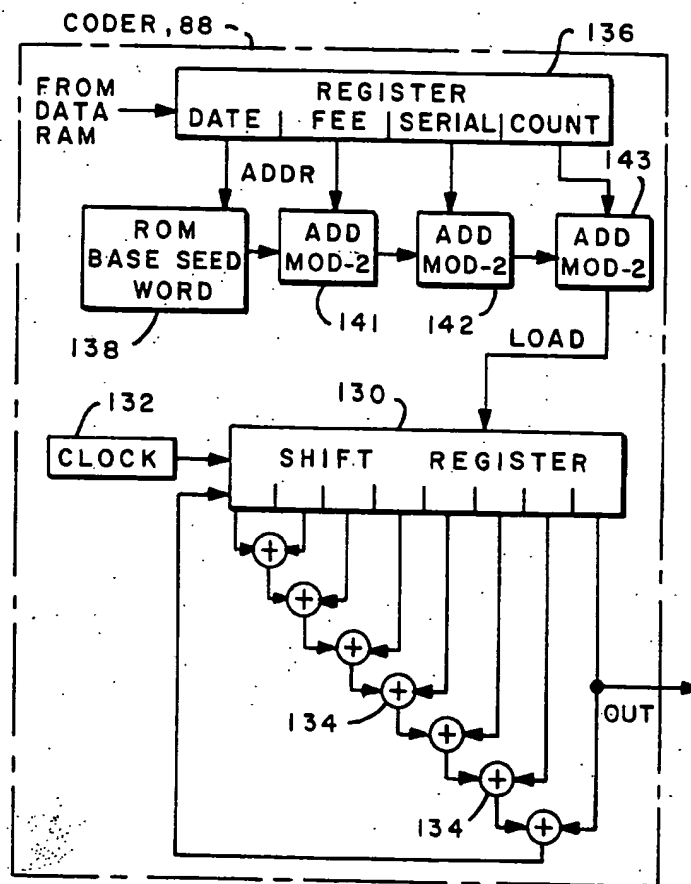 CODER, 88
136
FROM
DATA
RAM
REGISTER
DATE | FEE | SERIAL | COUNT
ADDR
143
ROM
BASE SEED
WORD
ADD
MOD-2
ADD
MOD-2
ADD
MOD-2
138
141
142
LOAD
132
130
CLOCK
SHIFT REGISTER
+
+
+
+
134
+
+
134
+
OUT